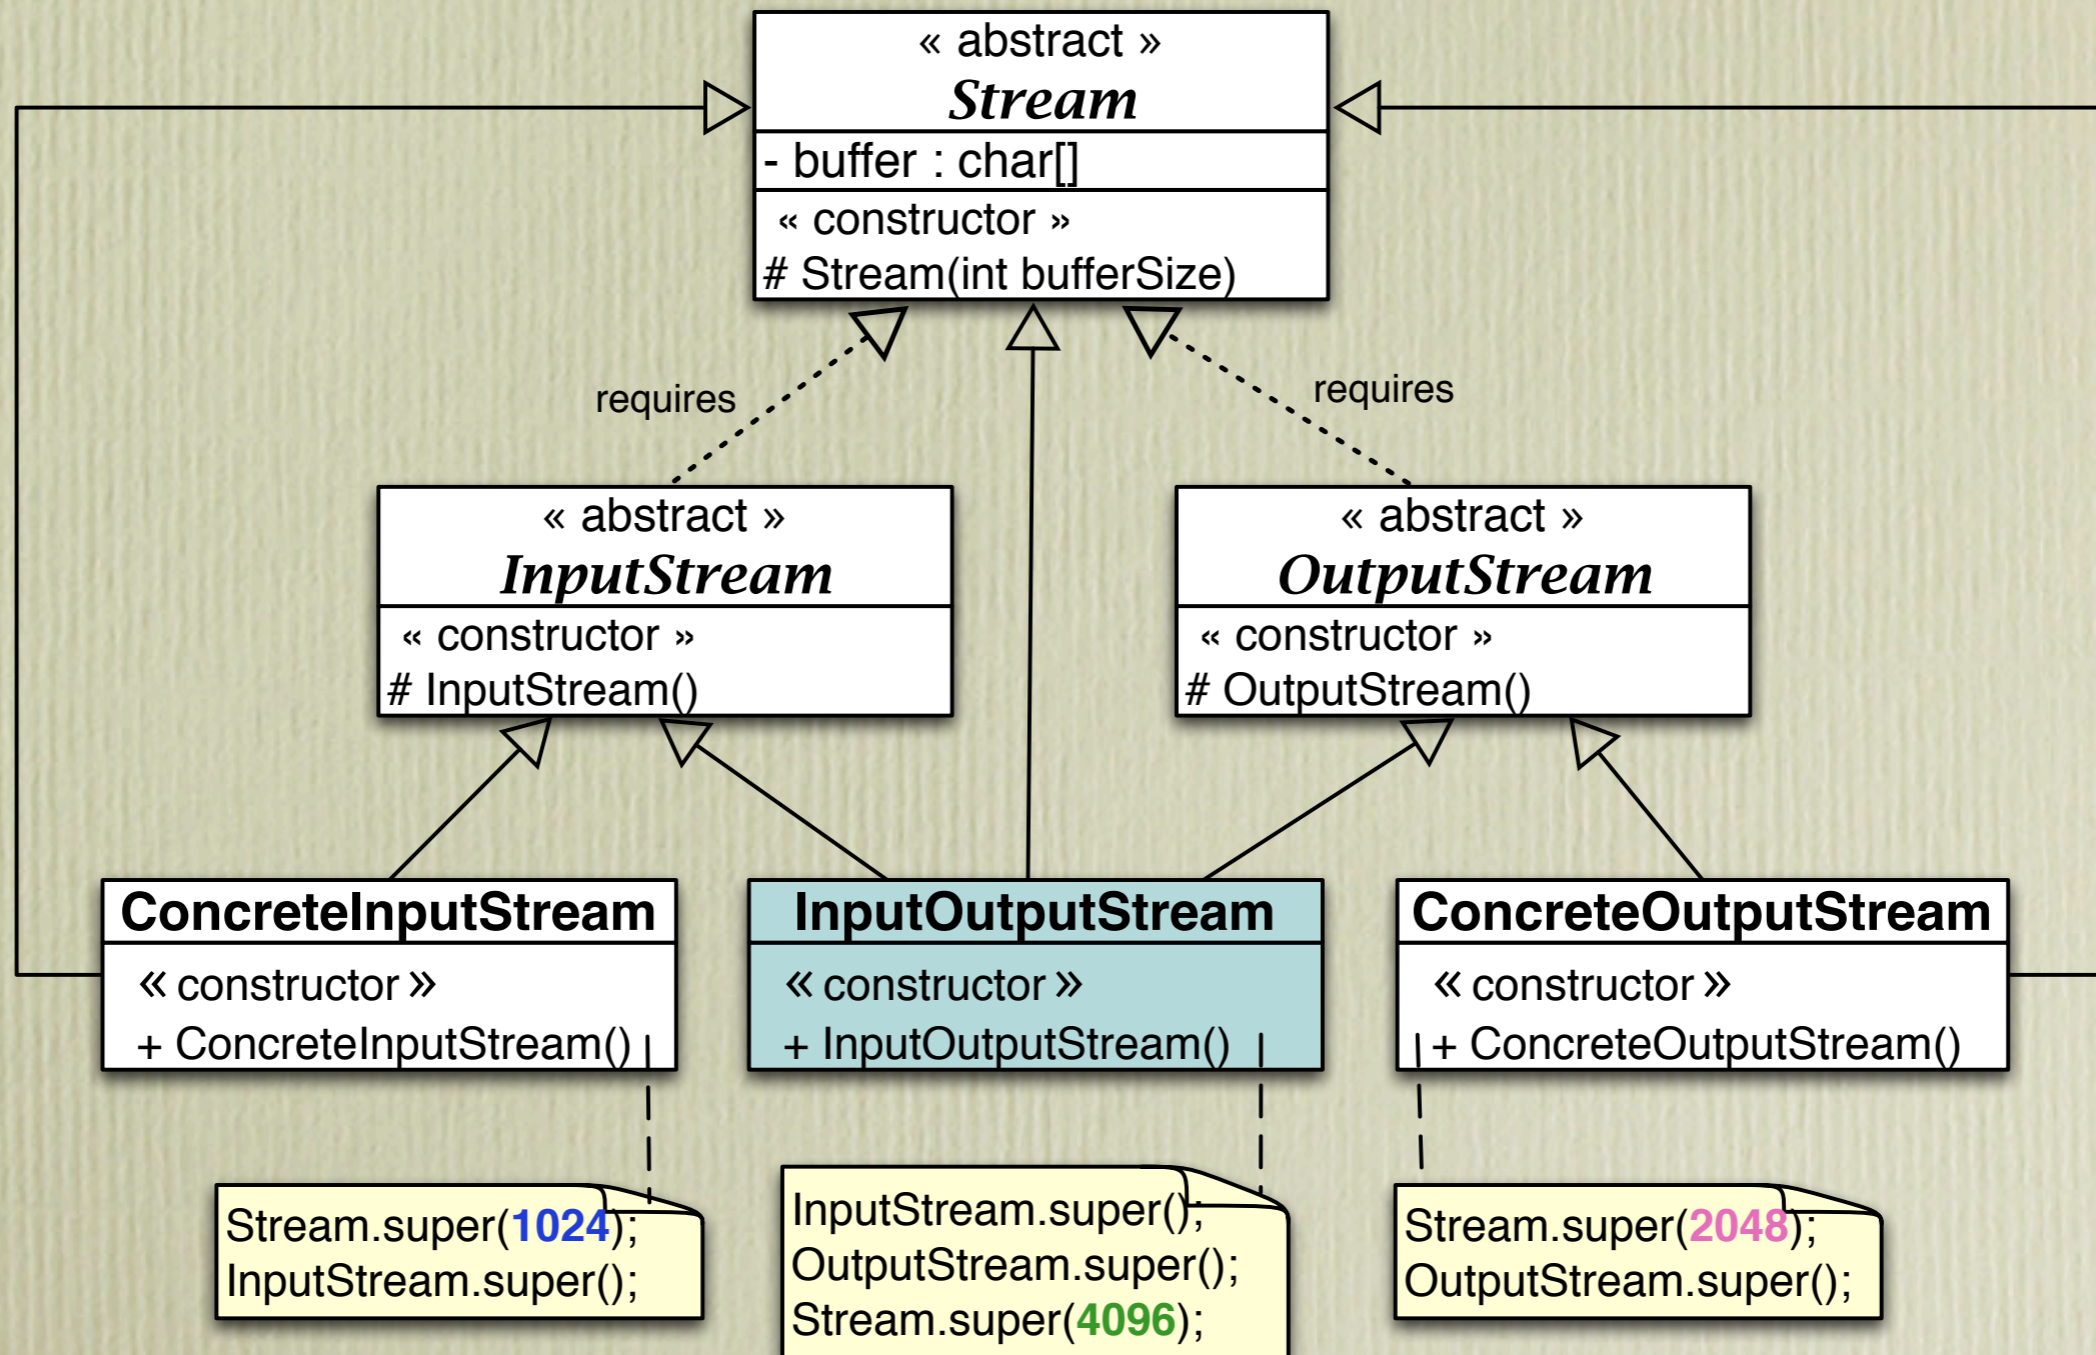 « abstract »
Stream
- buffer : char[]
« constructor »
# Stream(int bufferSize)
requires
requires
« abstract »
InputStream
« constructor »
# InputStream()
« abstract »
OutputStream
« constructor »
# OutputStream()
ConcreteInputStream
« constructor »
+ ConcreteInputStream()
InputOutputStream
« constructor »
+ InputOutputStream()
ConcreteOutputStream
« constructor »
+ ConcreteOutputStream()
Stream.super(1024);
InputStream.super();
InputStream.super();
OutputStream.super();
Stream.super(4096);
Stream.super(2048);
OutputStream.super();